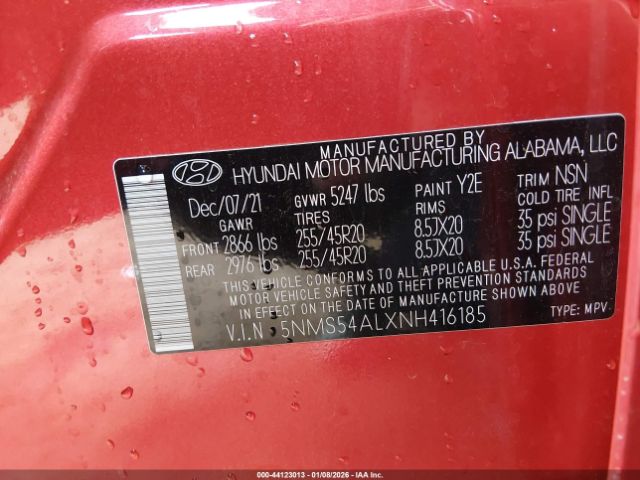 MANUFACTURED BY
HYUNDAI MOTOR MANUFACTURING ALABAMA, LLC
Dec/07/21 GVWR 5247 lbs PAINT Y2E TRIM NSN
GAWR TIRES RIMS COLD TIRE INFL
FRONT 2866 lbs 255/45R20 8.5JX20 35 psi SINGLE
REAR 2976 lbs 255/45R20 8.5JX20 35 psi SINGLE
THIS VEHICLE CONFORMS TO ALL APPLICABLE U.S.A. FEDERAL
MOTOR VEHICLE SAFETY AND THEFT PREVENTION STANDARDS IN EFFECT
ON THE DATE OF MANUFACTURE SHOWN ABOVE.
V.I.N : 5NMS54ALXNH416185 TYPE: MPV
000-44123013 - 01/08/2026 - IAA Inc.